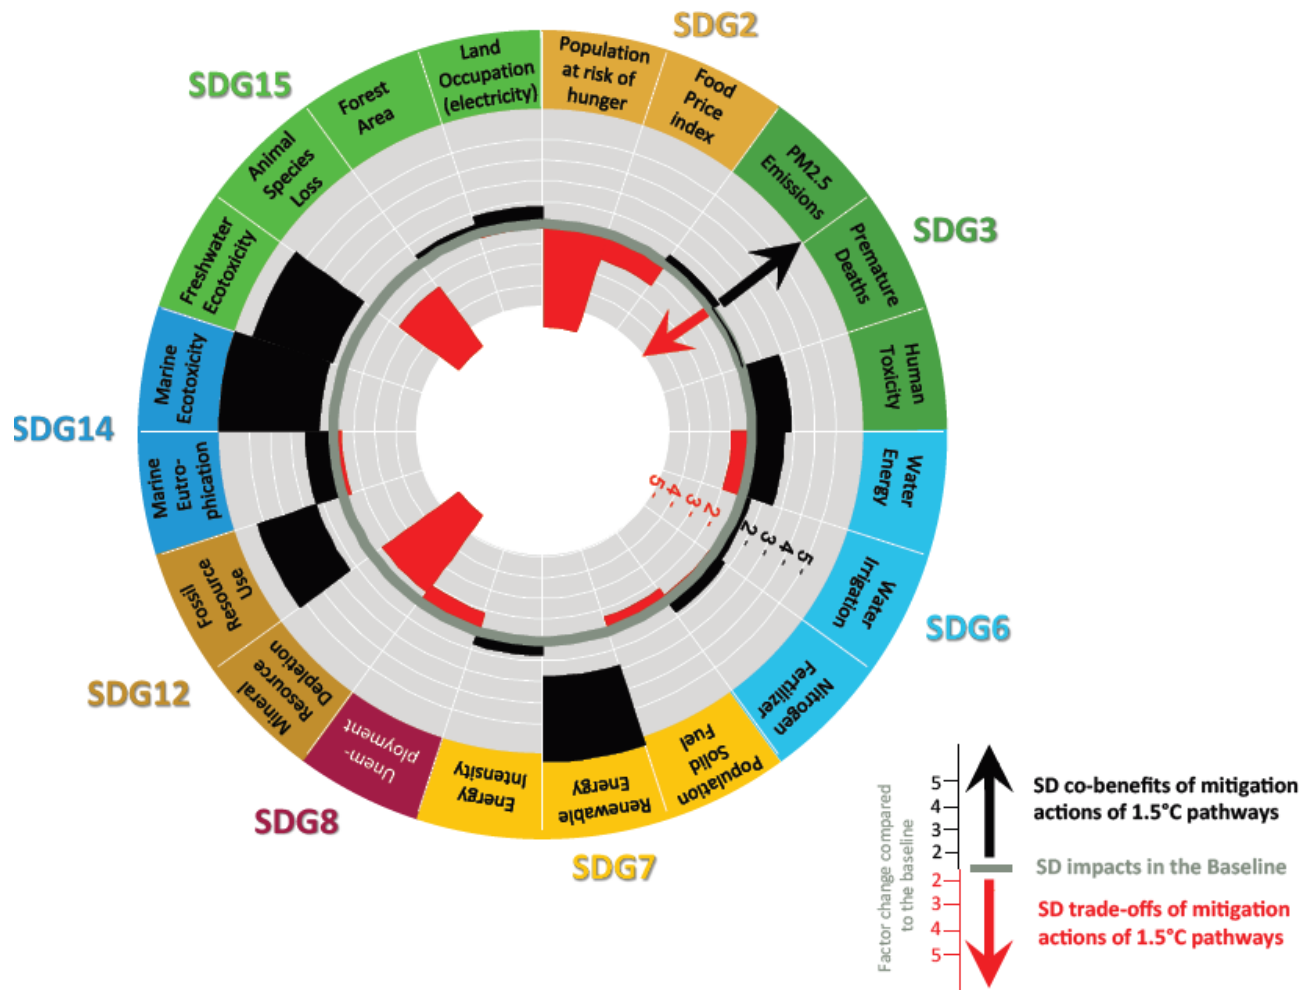 SDG2
Population
at risk of
hunger
Food
Price
index
SDG3
PM2.5
Emissions
Premature
Deaths
Human
Toxicity
SDG6
Water
Energy
Water
Irrigation
Nitrogen
Fertilizer
SDG7
Population
Solid
Fuel
Renewable
Energy
Energy
Intensity
SDG8
Unem-
ployment
SDG12
Mineral
Resource
Depletion
Fossil
Resource
Use
SDG14
Marine
Eutro-
phication
Marine
Ecotoxicity
SDG15
Freshwater
Ecotoxicity
Animal
Species
Loss
Forest
Area
Land
Occupation
(electricity)
5 4 3 2
2 3 4 5
Factor change compared
to the baseline
5
4
3
2
2
3
4
5
SD co-benefits of mitigation
actions of 1.5°C pathways
SD impacts in the Baseline
SD trade-offs of mitigation
actions of 1.5°C pathways